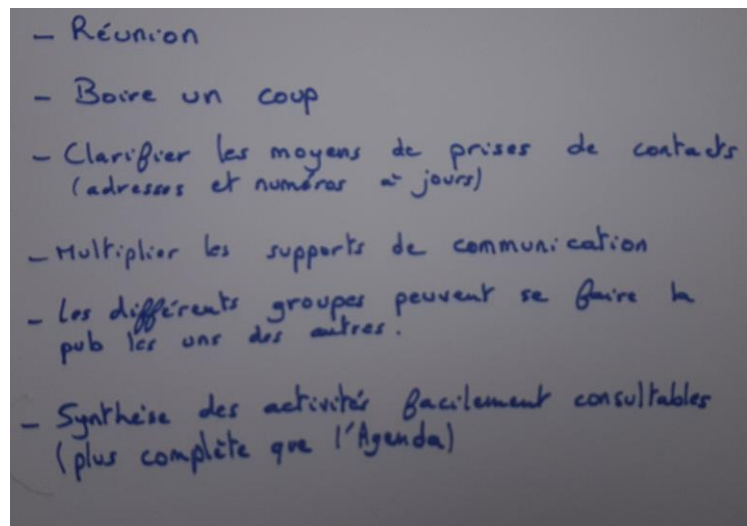 - Réunion
- Boire un coup
- Clarifier les moyens de prises de contacts
(adresses et numéros à jours)
- Multiplier les supports de communication
- Les différents groupes peuvent se faire la
pub les uns des autres.
- Synthèse des activités facilement consultables
(plus complète que l'Agenda)